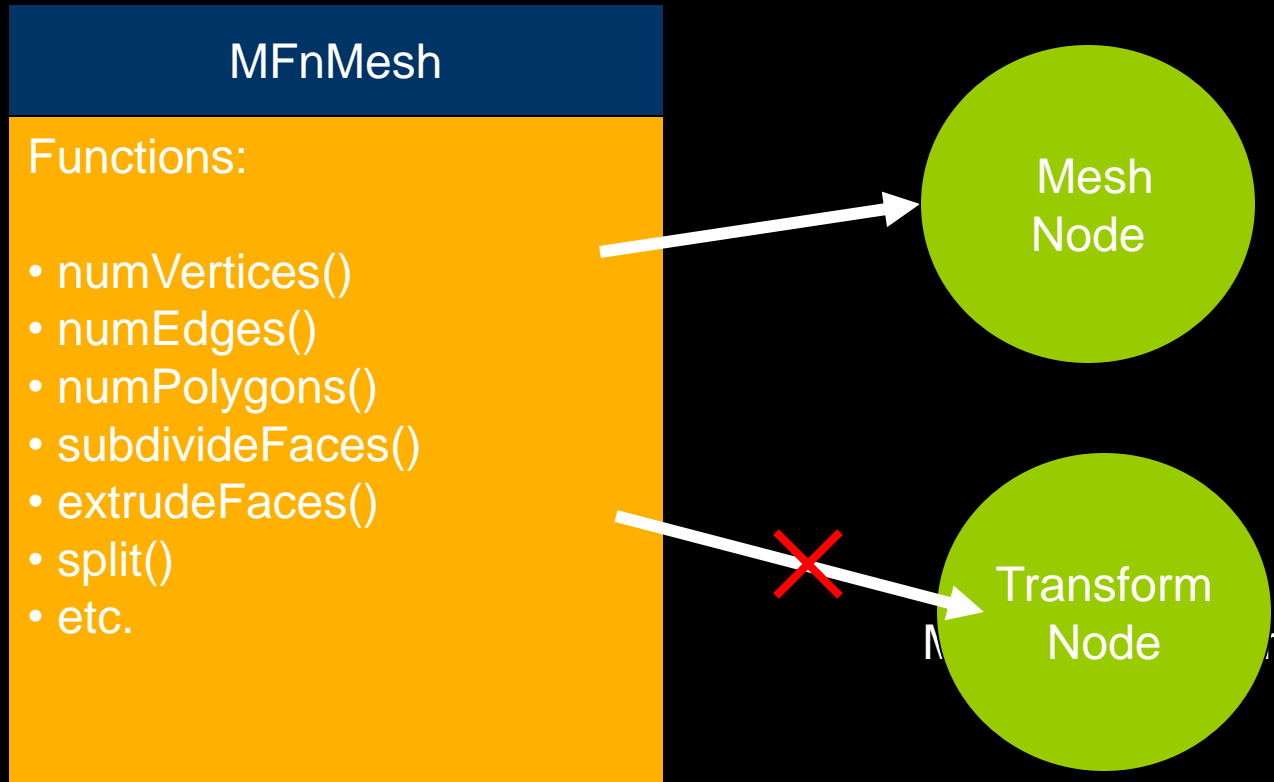 MFnMesh
Functions:
• numVertices()
• numEdges()
• numPolygons()
• subdivideFaces()
• extrudeFaces()
• split()
• etc.
Mesh
Node
Transform
Node